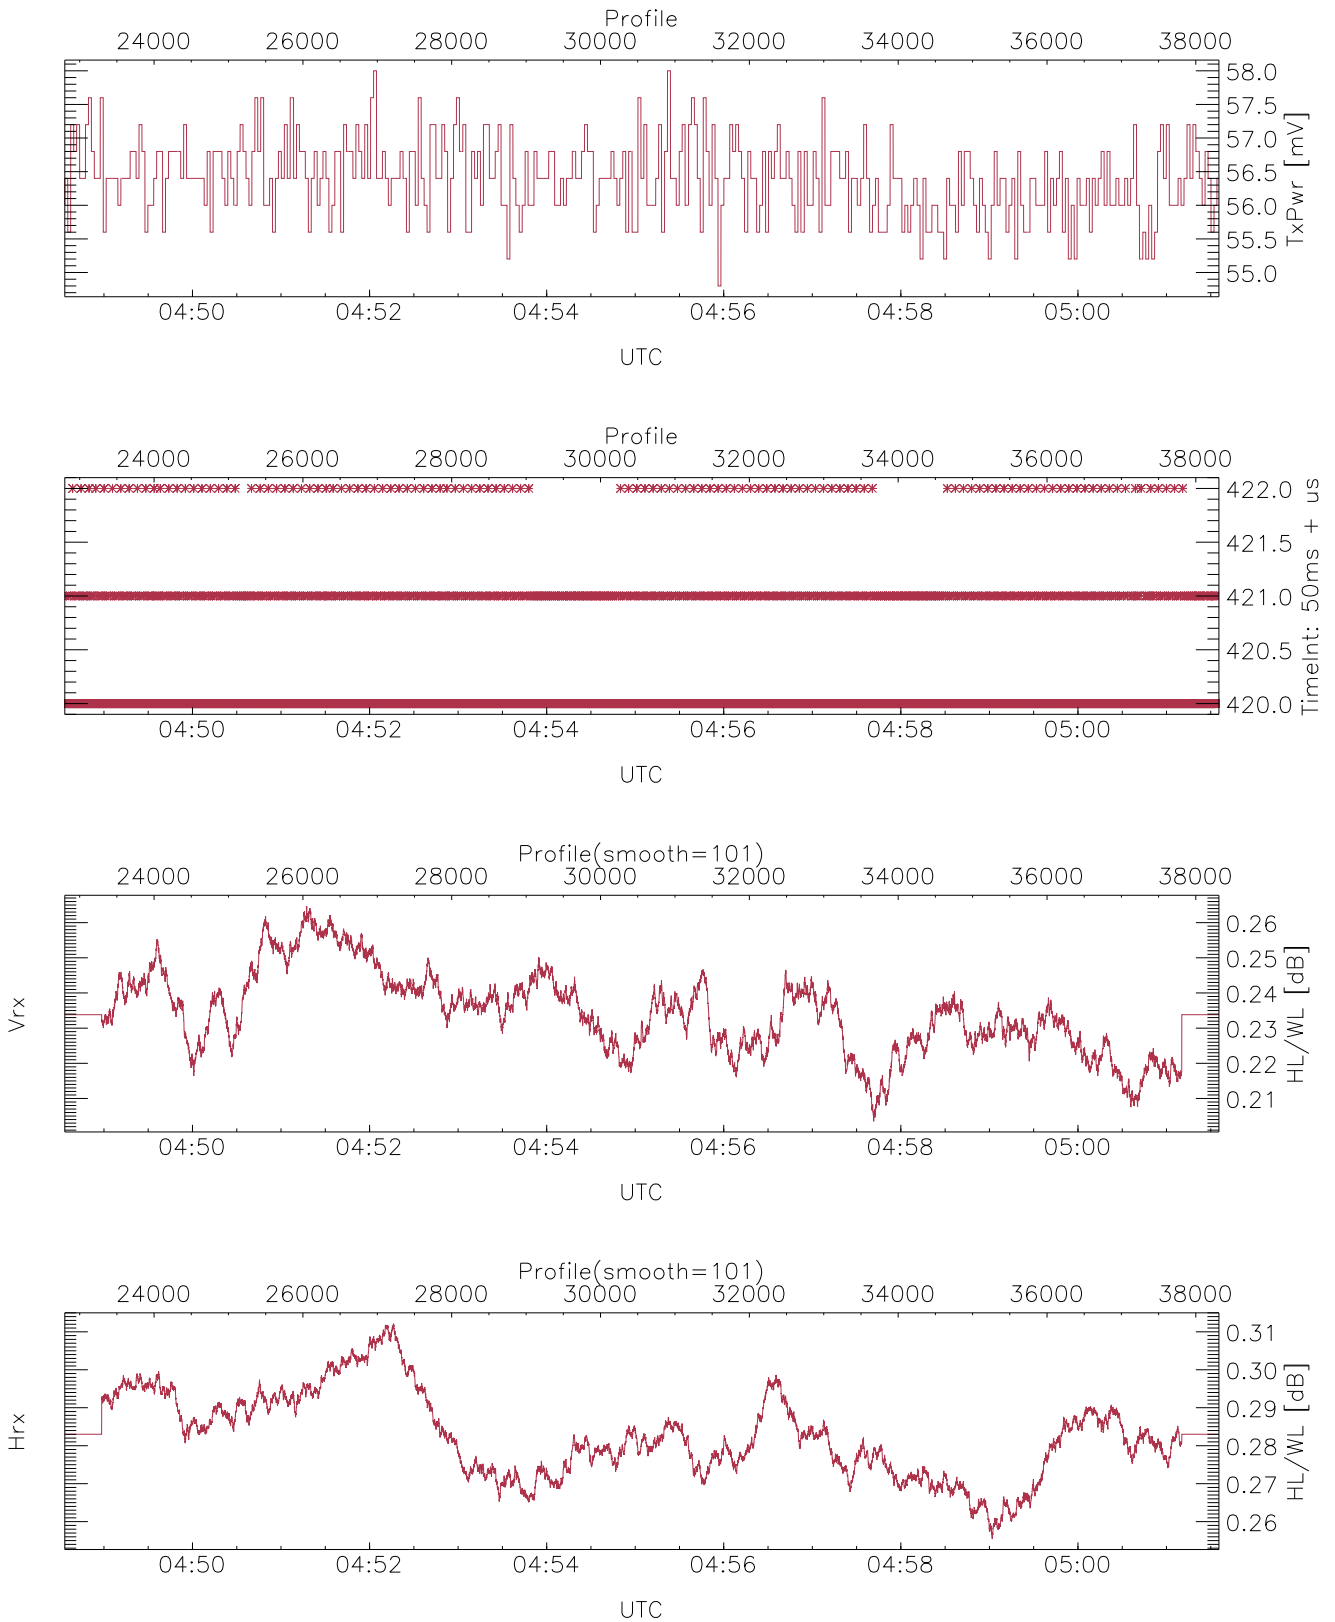 Profile
24000 26000 28000 30000 32000 34000 36000 38000
58.0
57.5
57.0
56.5
56.0
55.5
55.0
TxPwr [mV]
04:50 04:52 04:54 04:56 04:58 05:00
UTC
Profile
24000 26000 28000 30000 32000 34000 36000 38000
422.0
421.5
421.0
420.5
420.0
TimeInt: 50ms + us
04:50 04:52 04:54 04:56 04:58 05:00
UTC
Profile(smooth=101)
24000 26000 28000 30000 32000 34000 36000 38000
Vrx
0.26
0.25
0.24
0.23
0.22
0.21
HL/WL [dB]
04:50 04:52 04:54 04:56 04:58 05:00
UTC
Profile(smooth=101)
24000 26000 28000 30000 32000 34000 36000 38000
Hrx
0.31
0.30
0.29
0.28
0.27
0.26
HL/WL [dB]
04:50 04:52 04:54 04:56 04:58 05:00
UTC